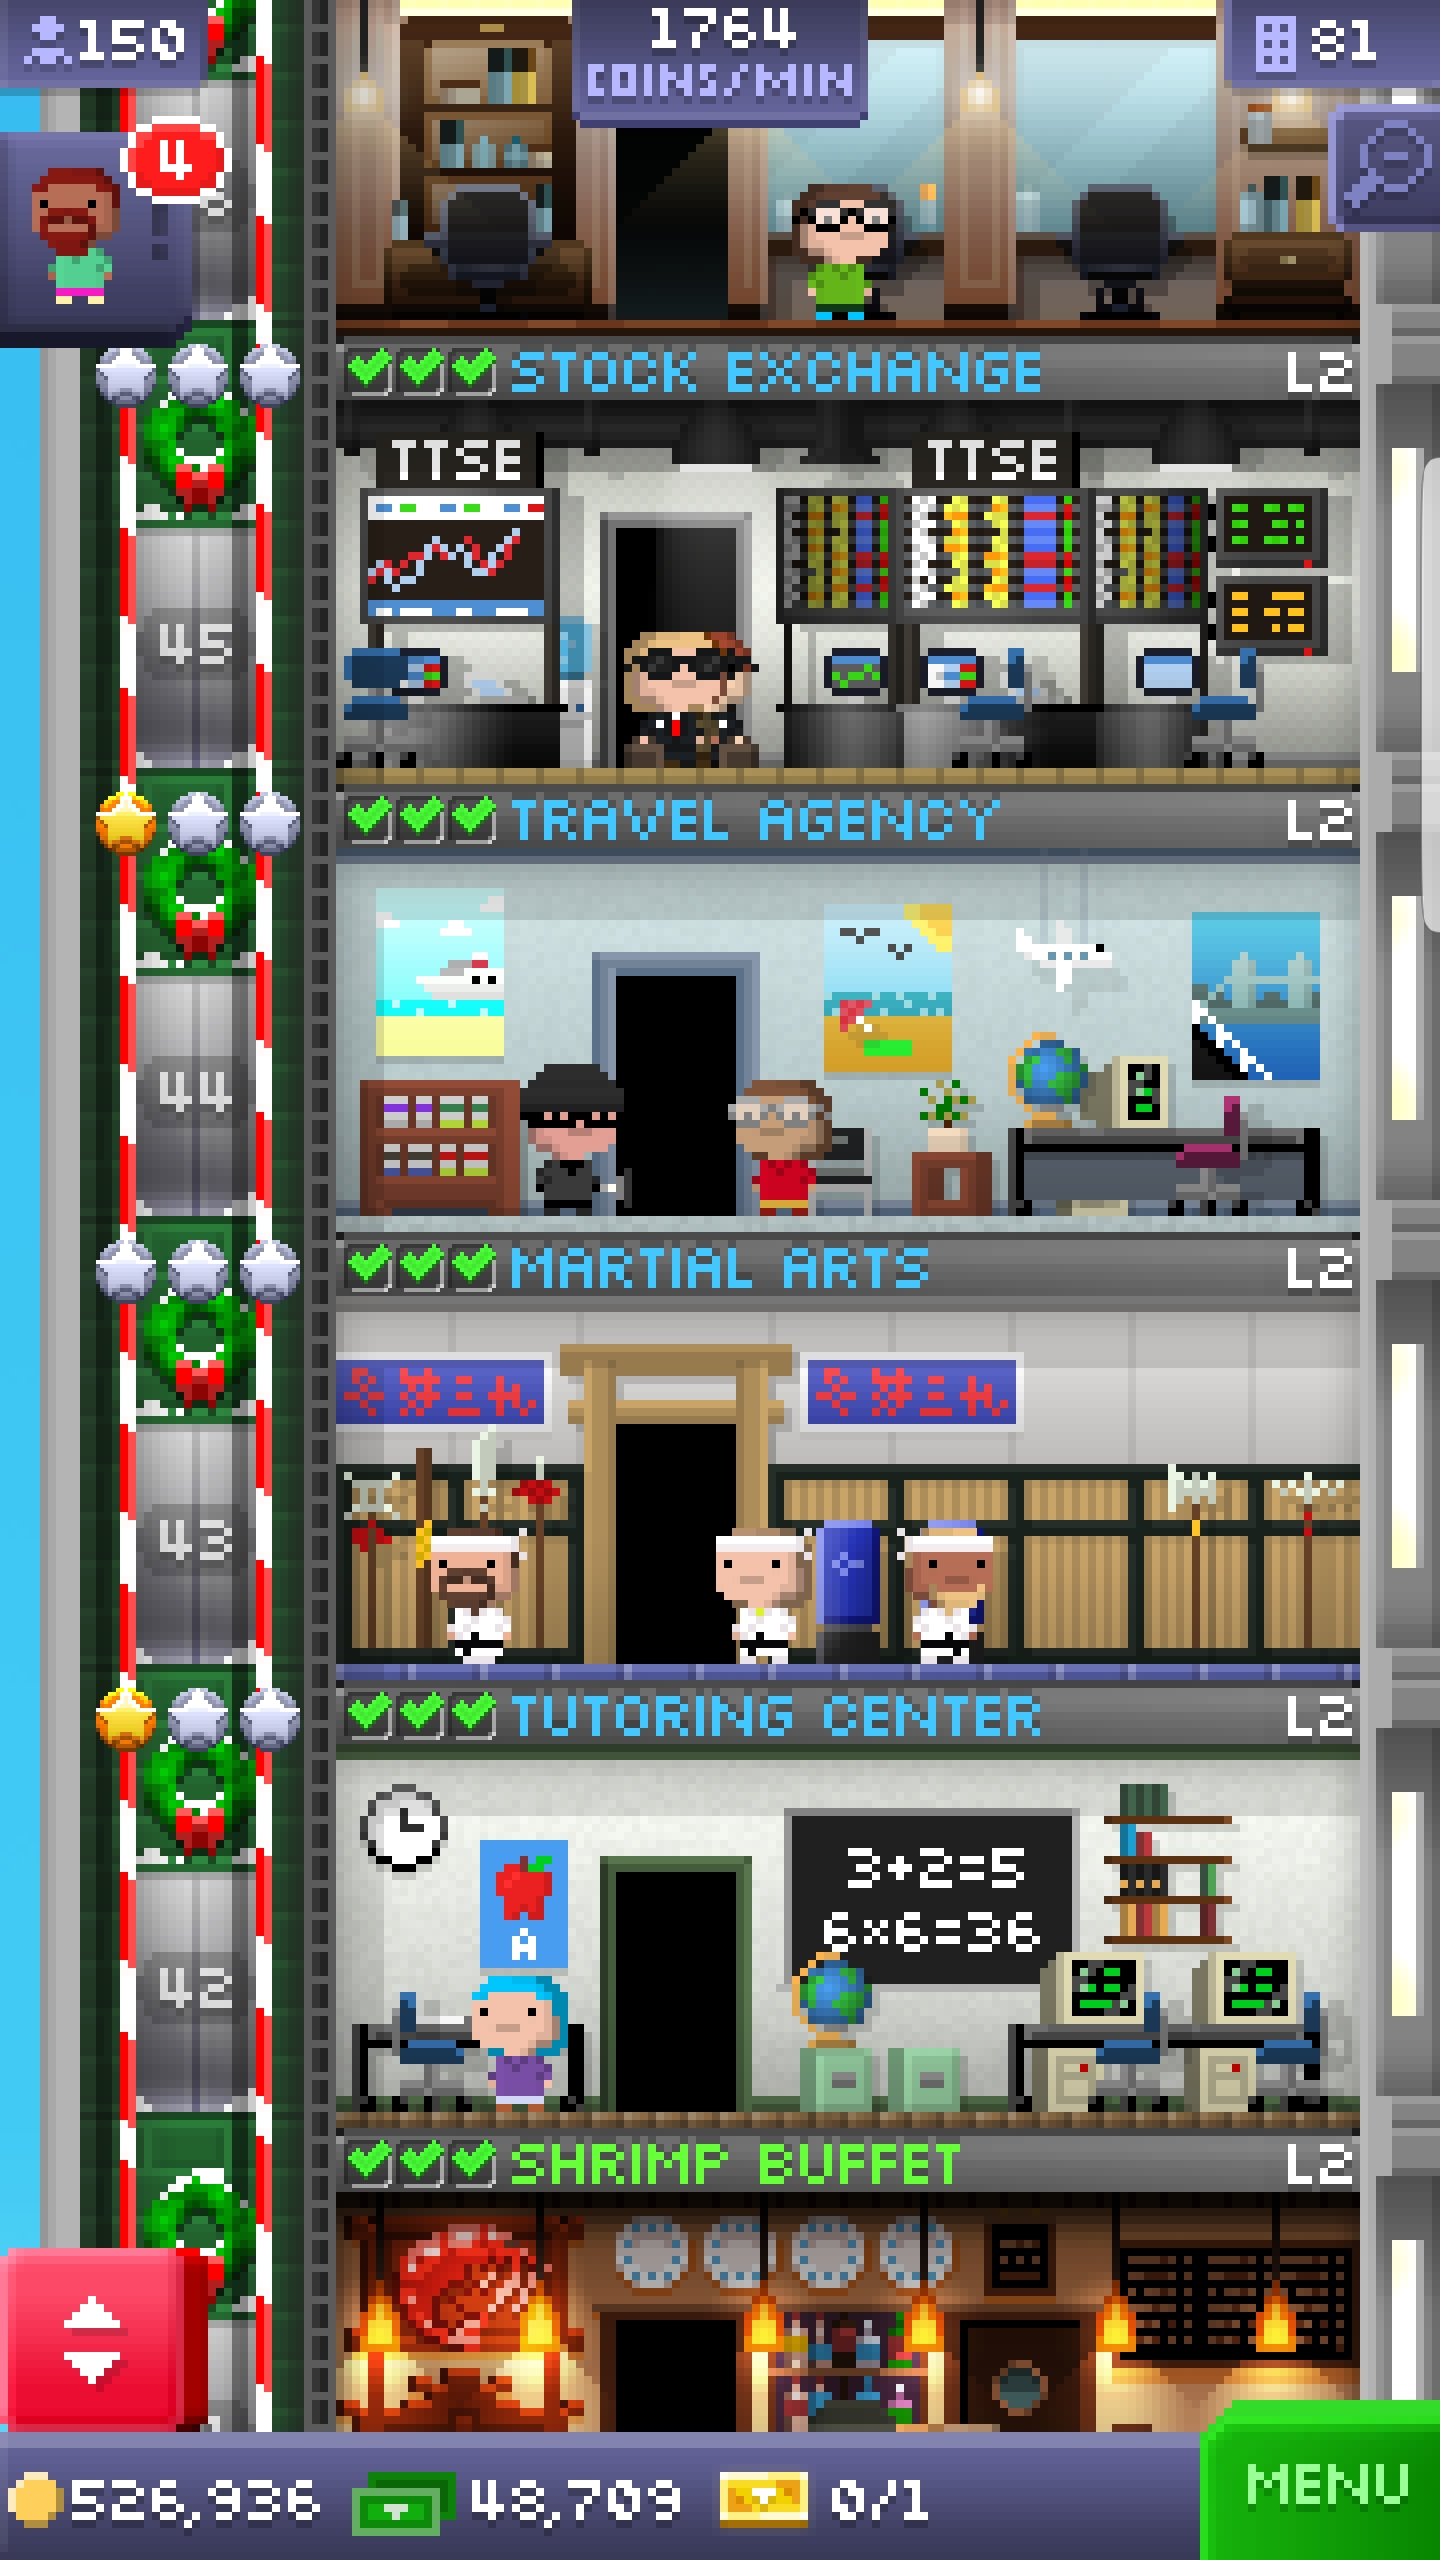 150
1764
COINS/MIN
81
4
STOCK EXCHANGE L2
TTSE
TTSE
45
TRAVEL AGENCY L2
44
MARTIAL ARTS L2
43
TUTORING CENTER L2
3+2=5
6×6=36
A
42
SHRIMP BUFFET L2
526,936
48,709
0/1
MENU